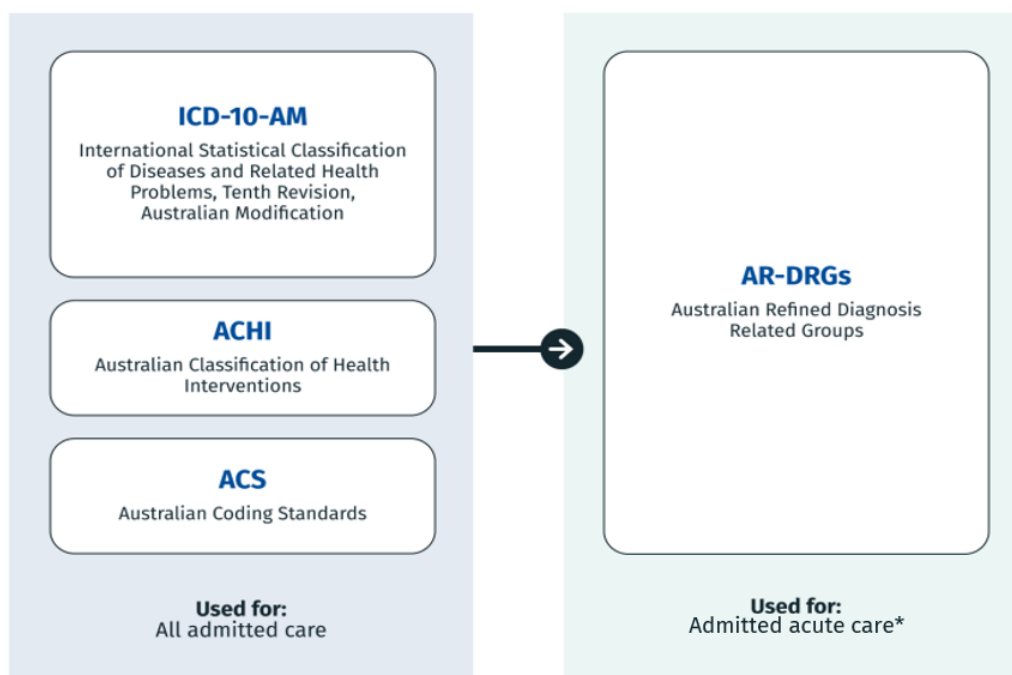 ICD-10-AM
International Statistical Classification
of Diseases and Related Health
Problems, Tenth Revision,
Australian Modification
ACHI
Australian Classification of Health
Interventions
ACS
Australian Coding Standards
Used for:
All admitted care
AR-DRGs
Australian Refined Diagnosis
Related Groups
Used for:
Admitted acute care*